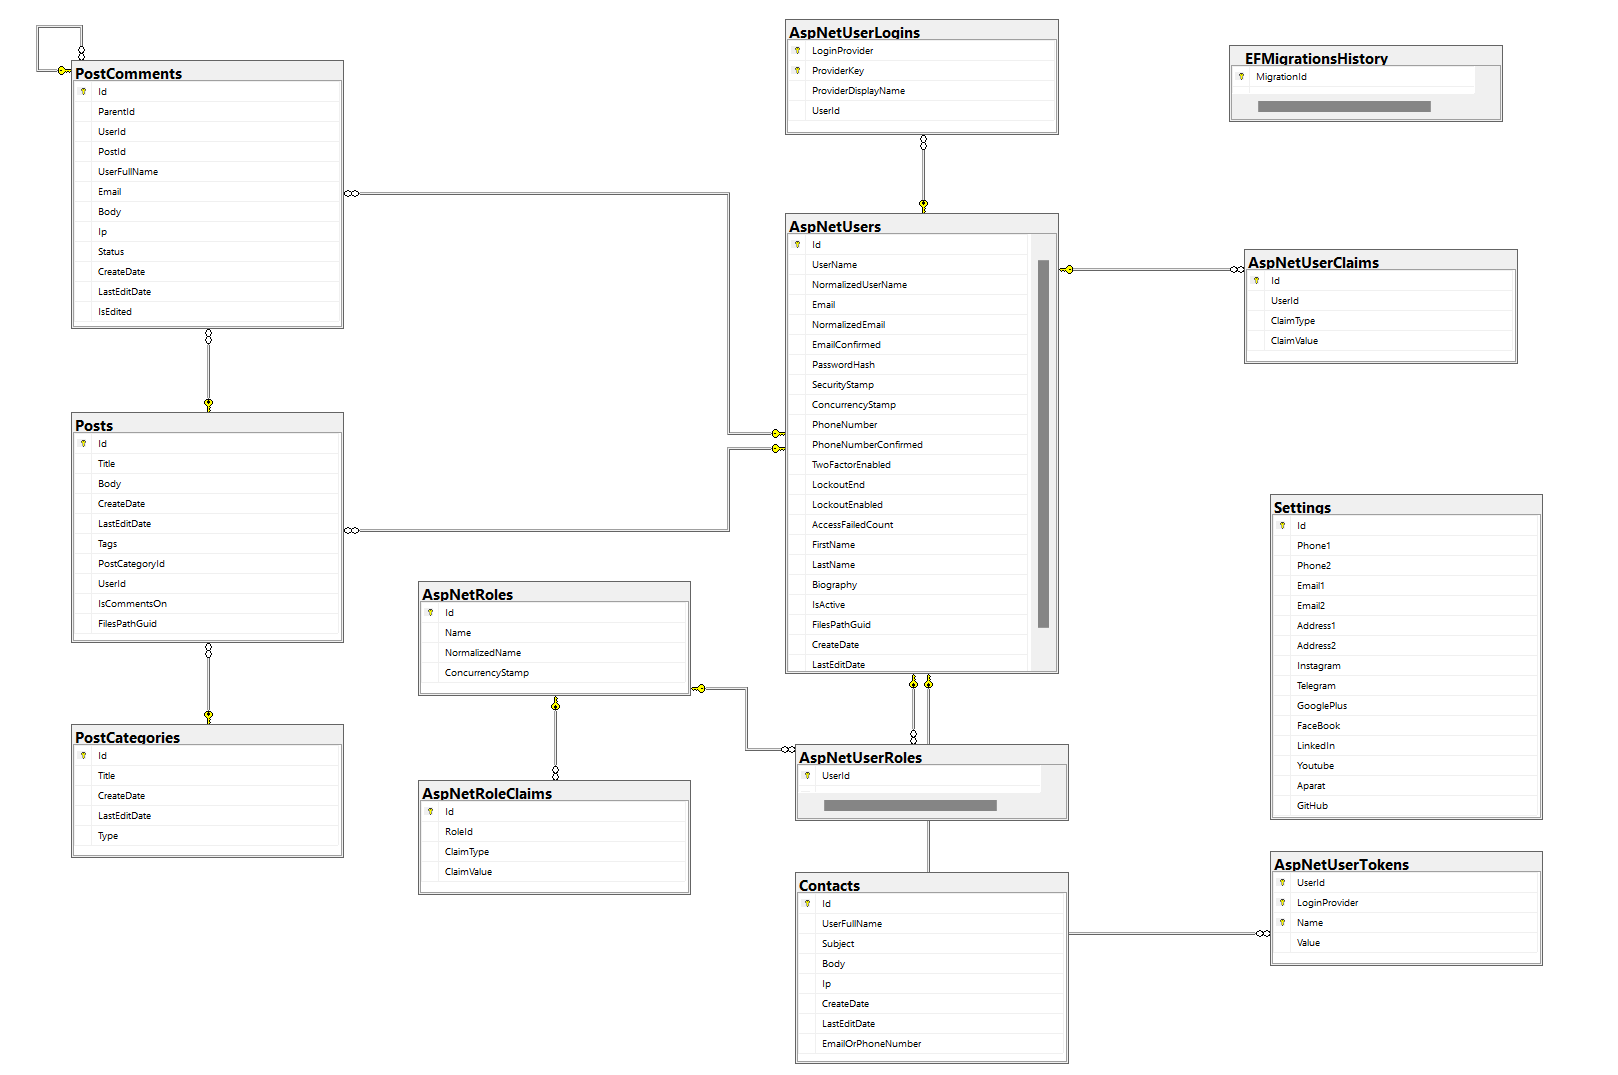 PostComments
Id
ParentId
UserId
PostId
UserFullName
Email
Body
Ip
Status
CreateDate
LastEditDate
IsEdited
Posts
Id
Title
Body
CreateDate
LastEditDate
Tags
PostCategoryId
UserId
IsCommentsOn
FilesPathGuid
PostCategories
Id
Title
CreateDate
LastEditDate
Type
AspNetRoles
Id
Name
NormalizedName
ConcurrencyStamp
AspNetRoleClaims
Id
RoleId
ClaimType
ClaimValue
AspNetUserLogins
LoginProvider
ProviderKey
ProviderDisplayName
UserId
AspNetUsers
Id
UserName
NormalizedUserName
Email
NormalizedEmail
EmailConfirmed
PasswordHash
SecurityStamp
ConcurrencyStamp
PhoneNumber
PhoneNumberConfirmed
TwoFactorEnabled
LockoutEnd
LockoutEnabled
AccessFailedCount
FirstName
LastName
Biography
IsActive
FilesPathGuid
CreateDate
LastEditDate
AspNetUserRoles
UserId
Contacts
Id
UserFullName
Subject
Body
Ip
CreateDate
LastEditDate
EmailOrPhoneNumber
EFMigrationsHistory
MigrationId
AspNetUserClaims
Id
UserId
ClaimType
ClaimValue
Settings
Id
Phone1
Phone2
Email1
Email2
Address1
Address2
Instagram
Telegram
GooglePlus
FaceBook
LinkedIn
Youtube
Aparat
GitHub
AspNetUserTokens
UserId
LoginProvider
Name
Value